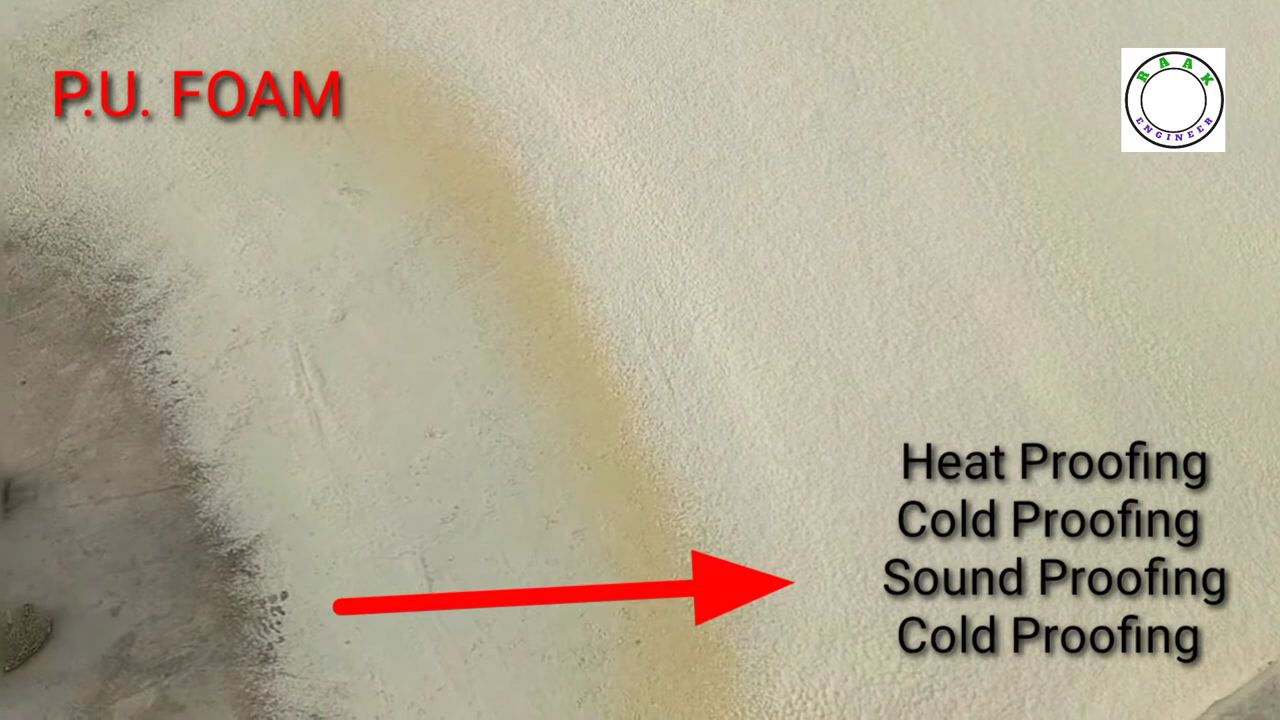 P.U. FOAM
RAAK
ENGINEER
Heat Proofing
Cold Proofing
Sound Proofing
Cold Proofing